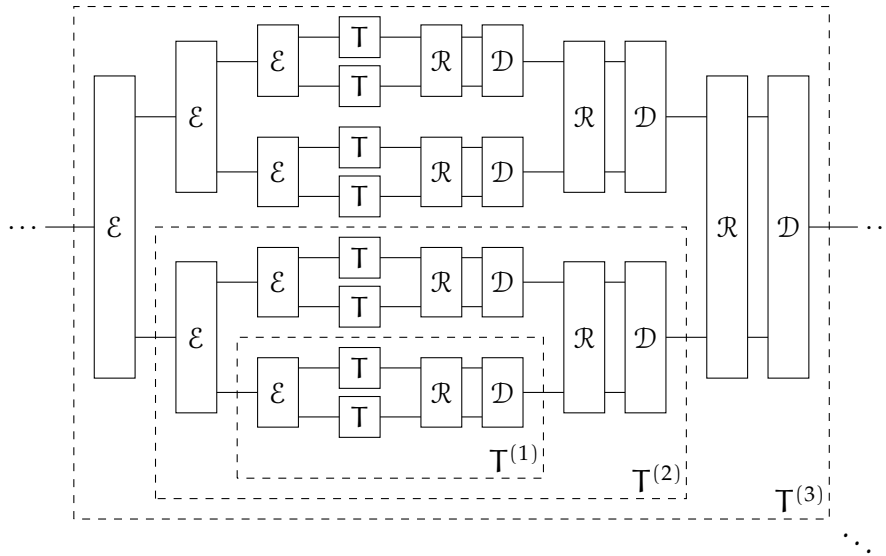 T
ℰ ℛ 𝒟
T
ℰ ℛ 𝒟
T
ℰ ℛ 𝒟
T
⋯ ℰ ℛ 𝒟 ⋯
T
ℰ ℛ 𝒟
T
ℰ ℛ 𝒟
T
ℰ ℛ 𝒟
T
T⁽¹⁾
T⁽²⁾
T⁽³⁾
⋱